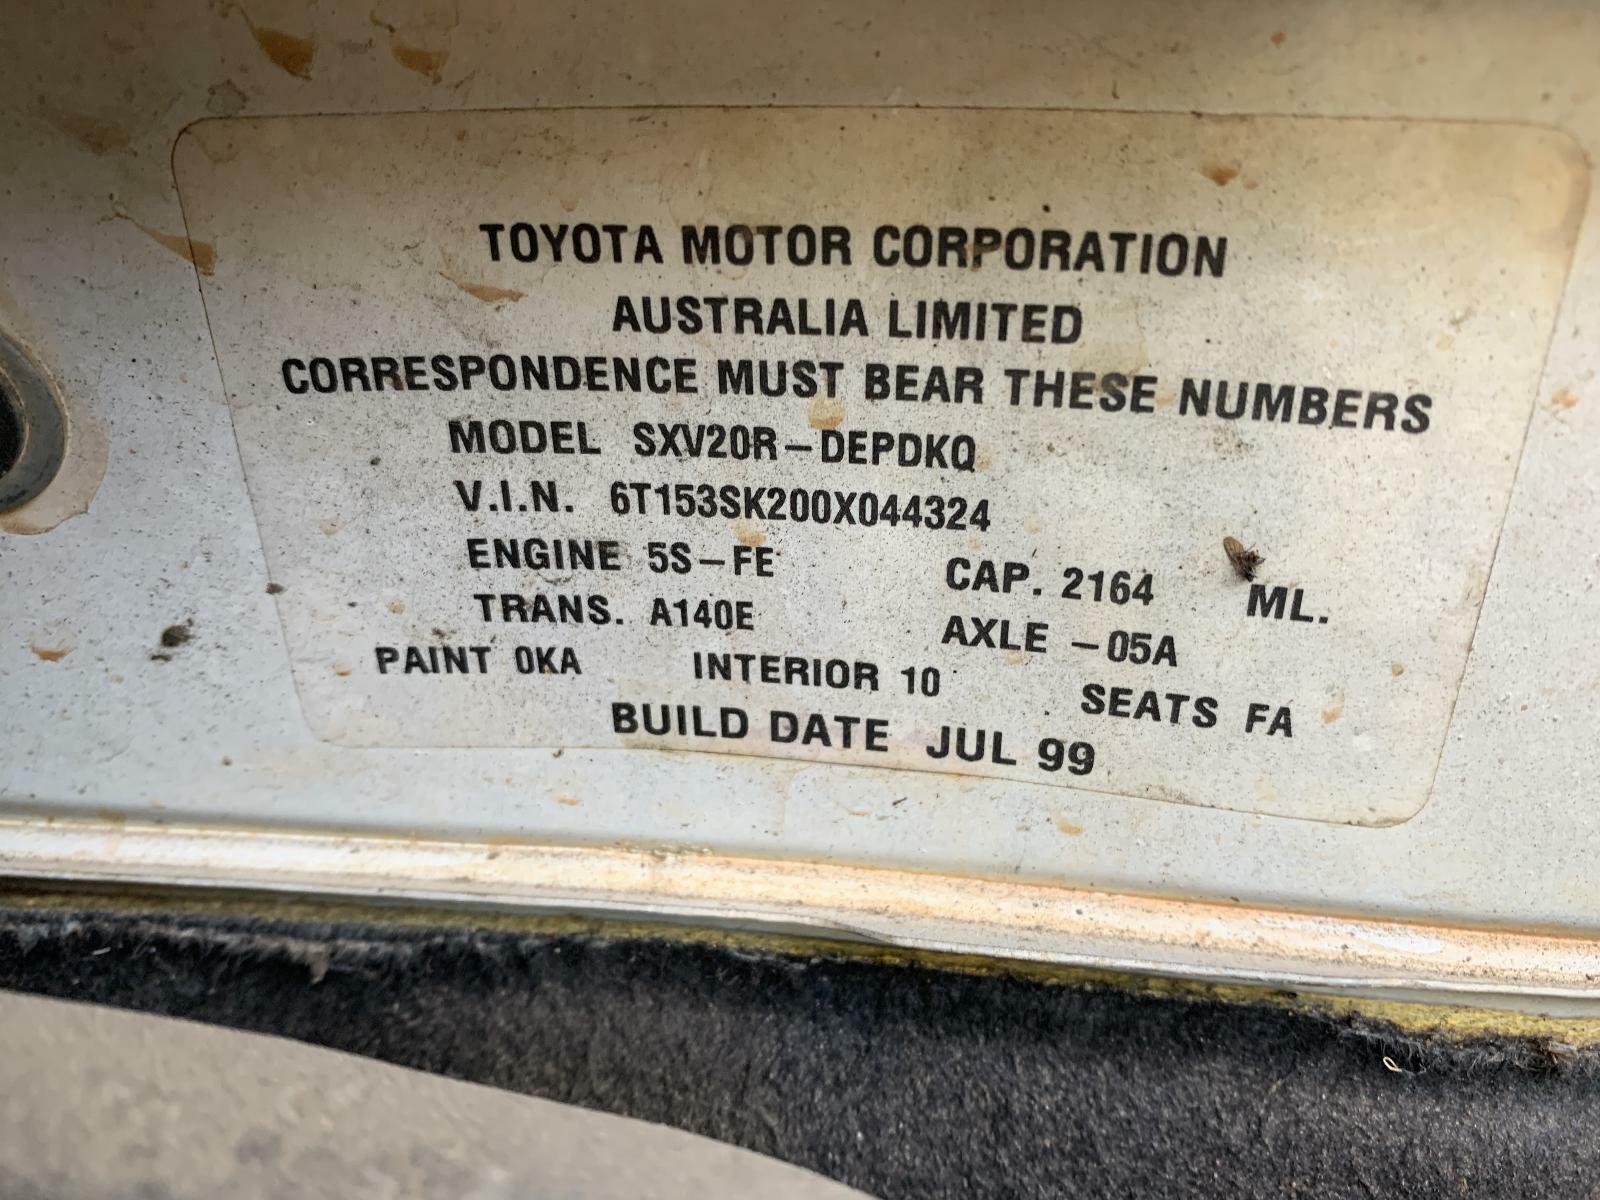 TOYOTA MOTOR CORPORATION
AUSTRALIA LIMITED
CORRESPONDENCE MUST BEAR THESE NUMBERS
MODEL SXV20R-DEPDKQ
V.I.N. 6T153SK200X044324
ENGINE 5S-FE CAP. 2164 ML.
TRANS. A140E AXLE -05A
PAINT 0KA INTERIOR 10 SEATS FA
BUILD DATE JUL 99